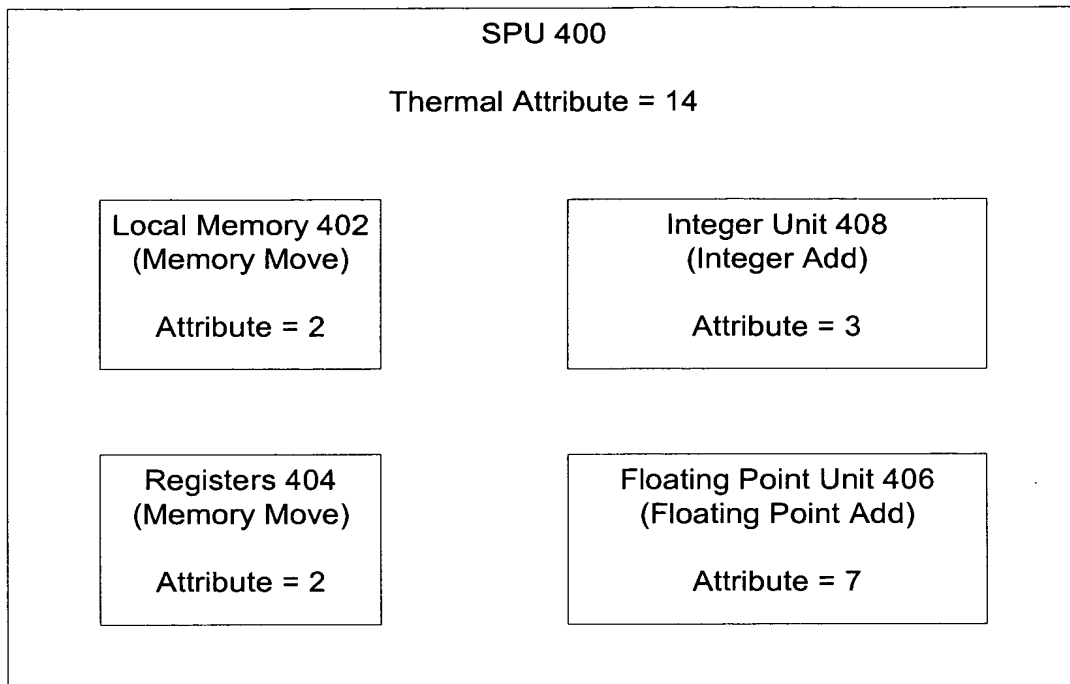 SPU 400
Thermal Attribute = 14
Local Memory 402
(Memory Move)
Attribute = 2
Integer Unit 408
(Integer Add)
Attribute = 3
Registers 404
(Memory Move)
Attribute = 2
Floating Point Unit 406
(Floating Point Add)
Attribute = 7